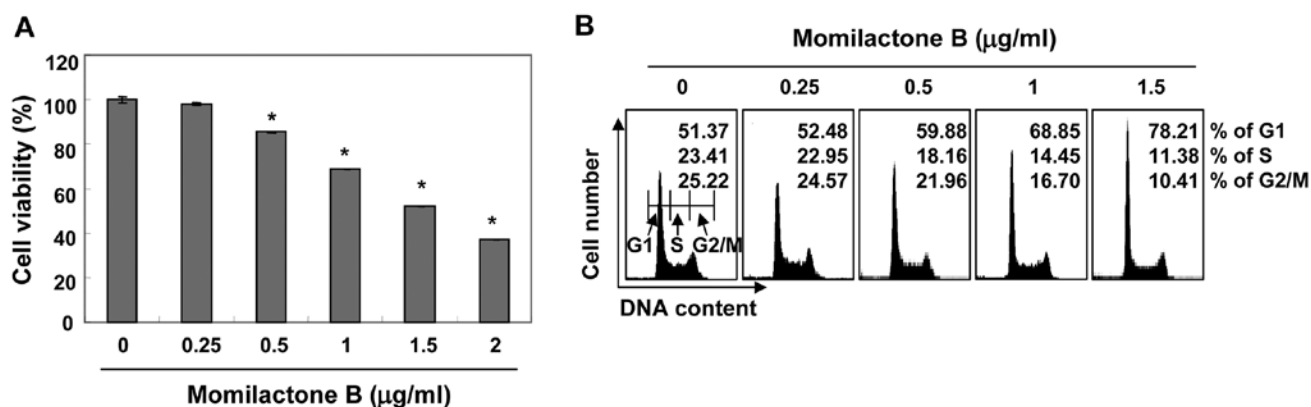 A
Cell viability (%)
120
100
80
60
40
20
0
*
*
*
*
0 0.25 0.5 1 1.5 2
Momilactone B (μg/ml)
B
Momilactone B (μg/ml)
0 0.25 0.5 1 1.5
Cell number
51.37 52.48 59.88 68.85 78.21 % of G1
23.41 22.95 18.16 14.45 11.38 % of S
25.22 24.57 21.96 16.70 10.41 % of G2/M
G1 S G2/M
DNA content